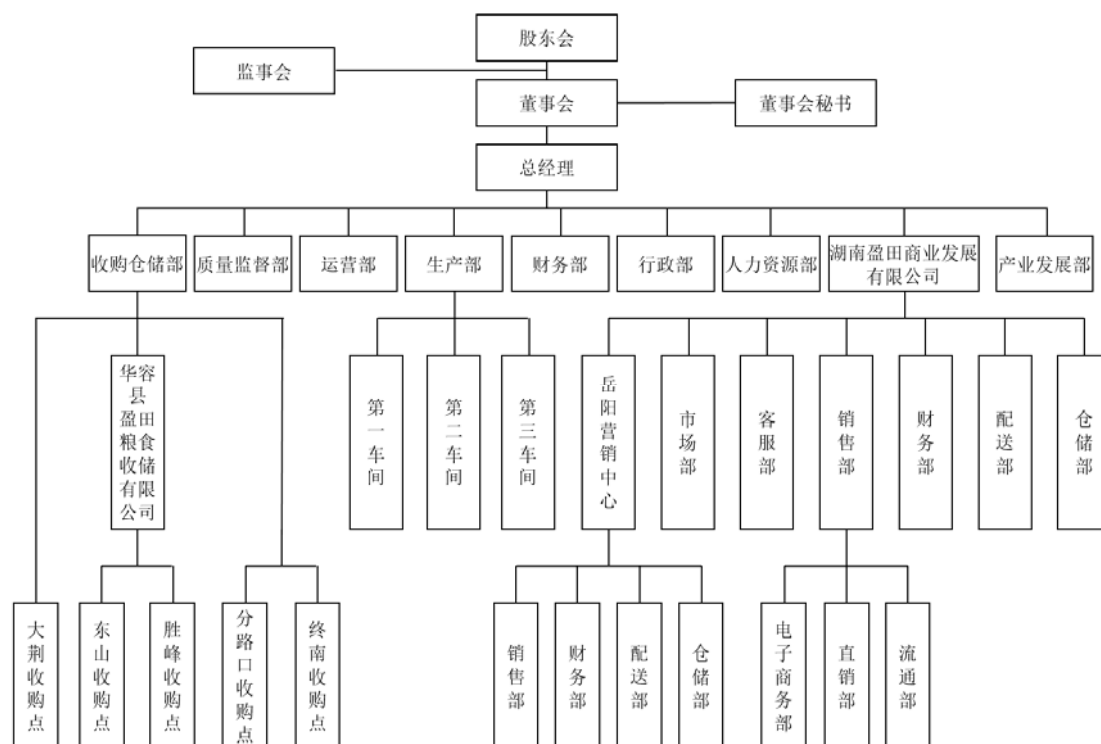 股东会
监事会
董事会
董事会秘书
总经理
收购仓储部
质量监督部
运营部
生产部
财务部
行政部
人力资源部
湖南盈田商业发展
有限公司
产业发展部
华容
县
盈田
粮食
收储
有限
公司
第一车间
第二车间
第三车间
岳阳营销中心
市场部
客服部
销售部
财务部
配送部
仓储部
大荆收购点
东山收购点
胜峰收购点
分路口收购点
终南收购点
销售部
财务部
配送部
仓储部
电子商务部
直销部
流通部